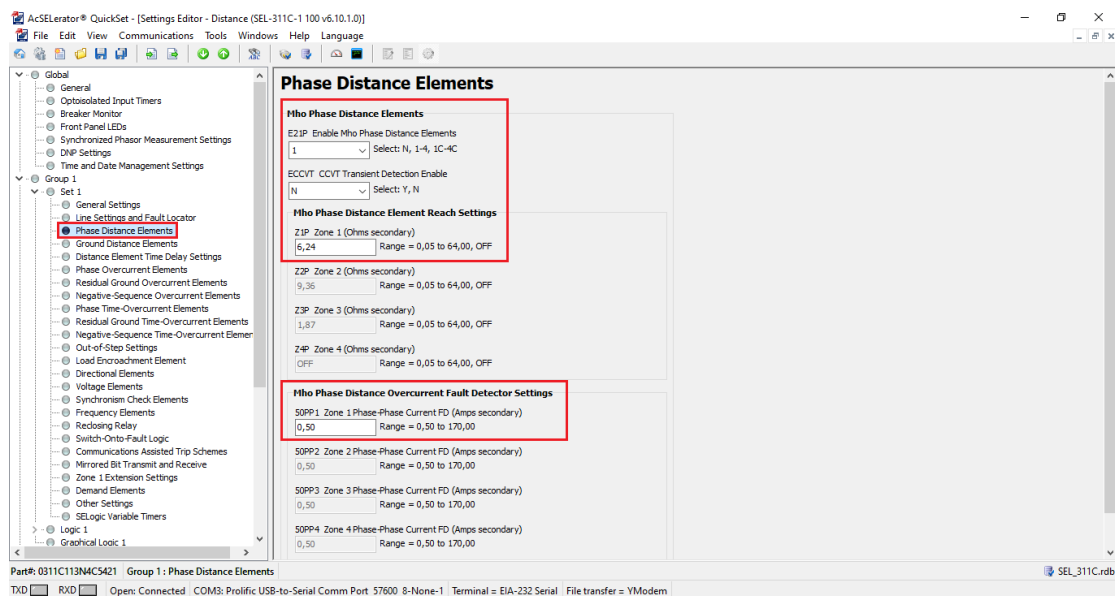 AcSELerator® QuickSet - [Settings Editor - Distance (SEL-311C-1 100 v6.10.1.0)]
File Edit View Communications Tools Windows Help Language
Global
General
Optoisolated Input Timers
Breaker Monitor
Front Panel LEDs
Synchronized Phasor Measurement Settings
DNP Settings
Time and Date Management Settings
Group 1
Set 1
General Settings
Line Settings and Fault Locator
Phase Distance Elements
Ground Distance Elements
Distance Element Time Delay Settings
Phase Overcurrent Elements
Residual Ground Overcurrent Elements
Negative-Sequence Overcurrent Elements
Phase Time-Overcurrent Elements
Residual Ground Time-Overcurrent Elements
Negative-Sequence Time-Overcurrent Elemer
Out-of-Step Settings
Load Encroachment Element
Directional Elements
Voltage Elements
Synchronism Check Elements
Frequency Elements
Reclosing Relay
Switch-Onto-Fault Logic
Communications Assisted Trip Schemes
Mirrored Bit Transmit and Receive
Zone 1 Extension Settings
Demand Elements
Other Settings
SELogic Variable Timers
Logic 1
Graphical Logic 1
Phase Distance Elements
Mho Phase Distance Elements
E21P Enable Mho Phase Distance Elements
1 Select: N, 1-4, 1C-4C
ECCVT CCVT Transient Detection Enable
N Select: Y, N
Mho Phase Distance Element Reach Settings
Z1P Zone 1 (Ohms secondary)
6,24 Range = 0,05 to 64,00, OFF
Z2P Zone 2 (Ohms secondary)
9,36 Range = 0,05 to 64,00, OFF
Z3P Zone 3 (Ohms secondary)
1,87 Range = 0,05 to 64,00, OFF
Z4P Zone 4 (Ohms secondary)
OFF Range = 0,05 to 64,00, OFF
Mho Phase Distance Overcurrent Fault Detector Settings
50PP1 Zone 1 Phase-Phase Current FD (Amps secondary)
0,50 Range = 0,50 to 170,00
50PP2 Zone 2 Phase-Phase Current FD (Amps secondary)
0,50 Range = 0,50 to 170,00
50PP3 Zone 3 Phase-Phase Current FD (Amps secondary)
0,50 Range = 0,50 to 170,00
50PP4 Zone 4 Phase-Phase Current FD (Amps secondary)
0,50 Range = 0,50 to 170,00
Part#: 0311C113N4C5421 Group 1 : Phase Distance Elements SEL_311C.rdb
TXD RXD Open: Connected COM3: Prolific USB-to-Serial Comm Port 57600 8-None-1 Terminal = EIA-232 Serial File transfer = YModem